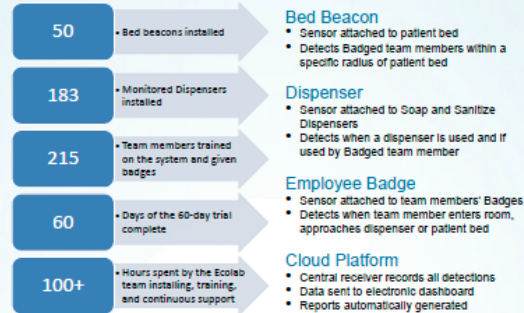 50
• Bed beacons installed
183
• Monitored Dispensers
installed
215
• Team members trained
on the system and given
badges
60
• Days of the 60-day trial
complete
100+
• Hours spent by the Ecolab
team installing, training,
and continuous support
Bed Beacon
• Sensor attached to patient bed
• Detects Badged team members within a
specific radius of patient bed
Dispenser
• Sensor attached to Soap and Sanitize
Dispensers
• Detects when a dispenser is used and if
used by Badged team member
Employee Badge
• Sensor attached to team members' Badges
• Detects when team member enters room,
approaches dispenser or patient bed
Cloud Platform
• Central receiver records all detections
• Data sent to electronic dashboard
• Reports automatically generated